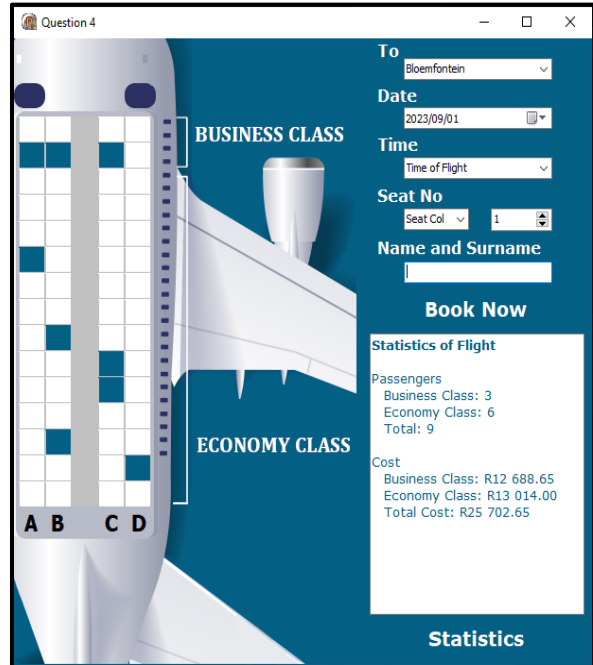 Question 4
To
Bloemfontein
Date
2023/09/01
Time
Time of Flight
Seat No
Seat Col
1
Name and Surname
Book Now
BUSINESS CLASS
ECONOMY CLASS
A B C D
Statistics of Flight
Passengers
Business Class: 3
Economy Class: 6
Total: 9
Cost
Business Class: R12 688.65
Economy Class: R13 014.00
Total Cost: R25 702.65
Statistics